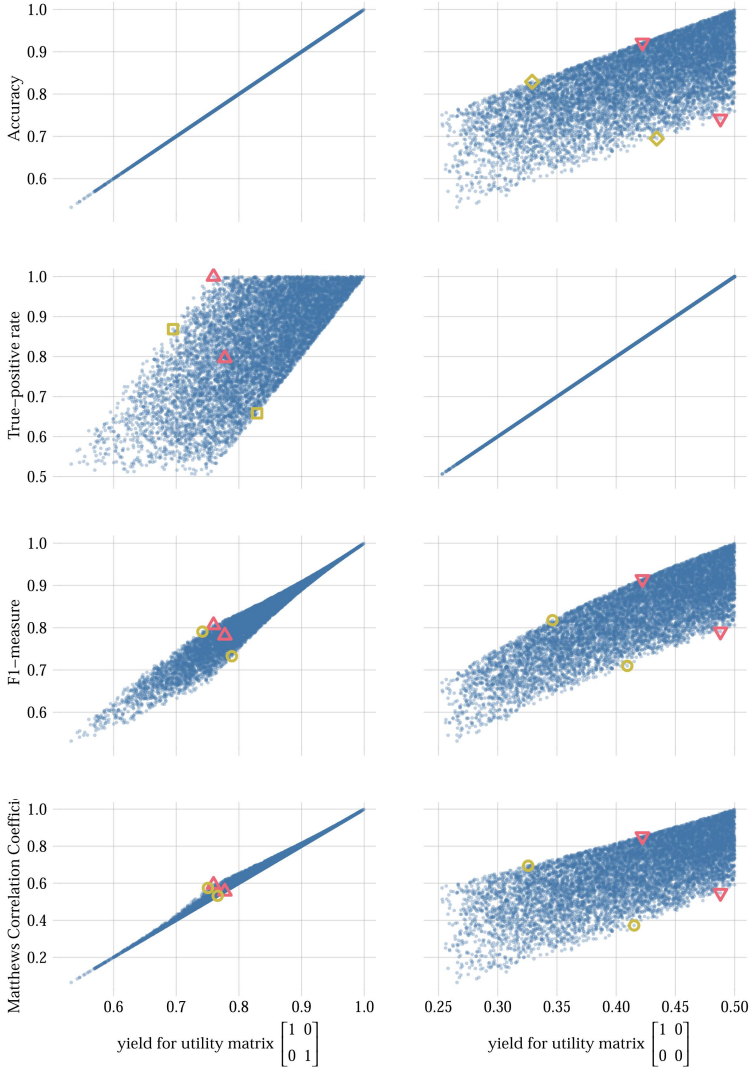 1.0
0.9
0.8
0.7
0.6
Accuracy
1.0
0.9
0.8
0.7
0.6
0.5
True–positive rate
1.0
0.9
0.8
0.7
0.6
F1–measure
1.0
0.8
0.6
0.4
0.2
Matthews Correlation Coeffici
0.6 0.7 0.8 0.9 1.0
0.25 0.30 0.35 0.40 0.45 0.50
yield for utility matrix [1 0
0 1]
yield for utility matrix [1 0
0 0]